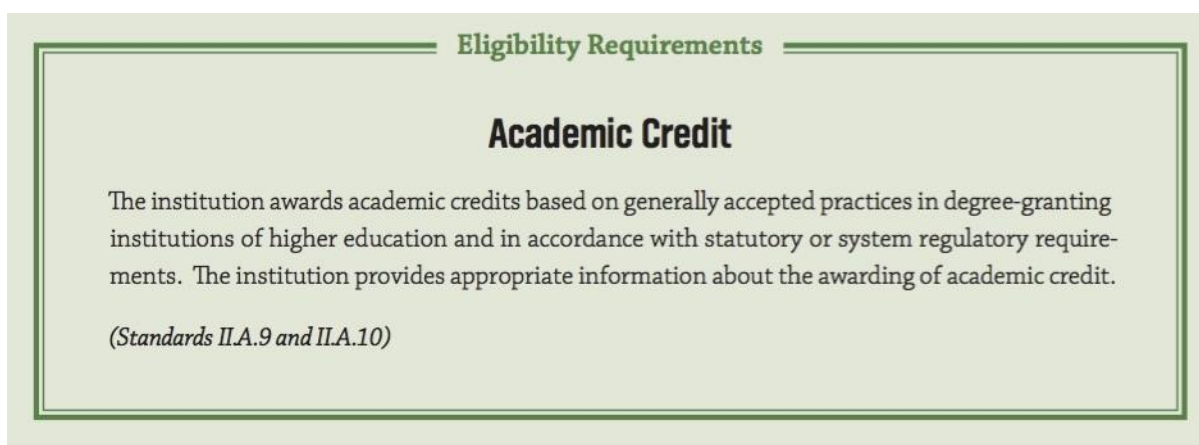 Eligibility Requirements
Academic Credit
The institution awards academic credits based on generally accepted practices in degree-granting
institutions of higher education and in accordance with statutory or system regulatory require-
ments. The institution provides appropriate information about the awarding of academic credit.
(Standards II.A.9 and II.A.10)